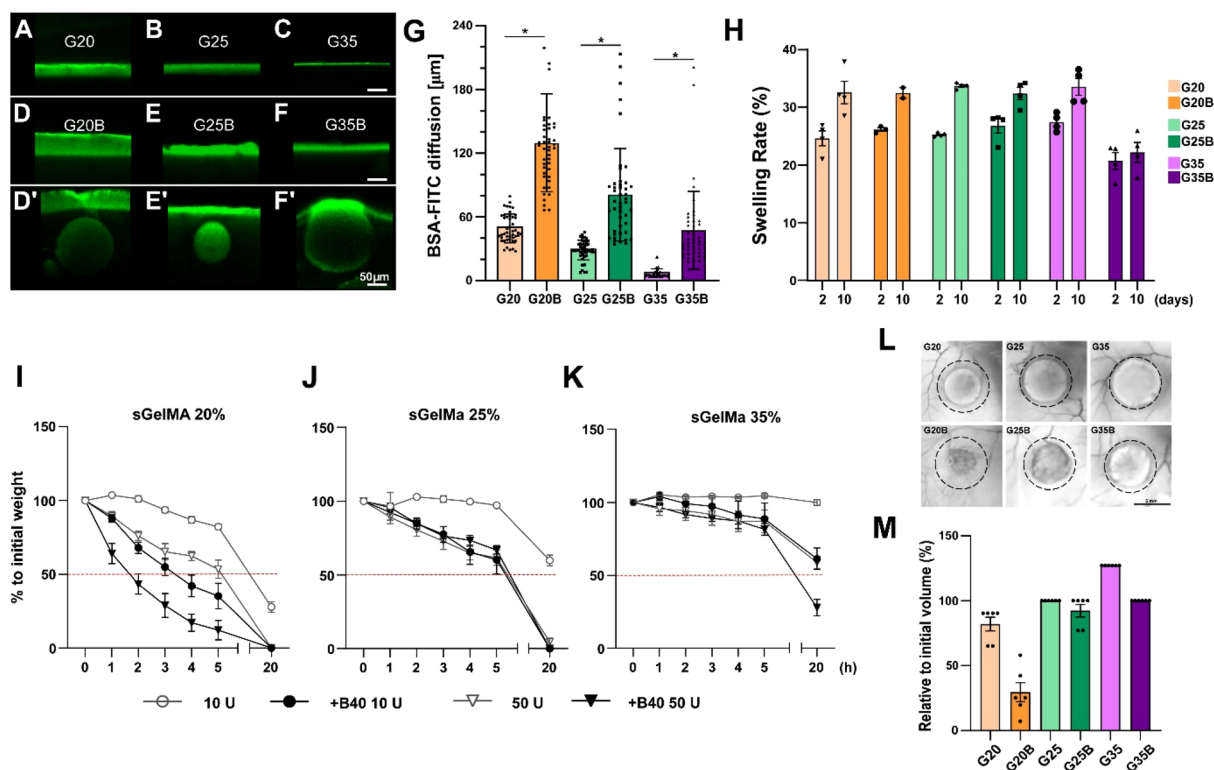 A
G20
B
G25
C
G35
D
G20B
E
G25B
F
G35B
D'
E'
F'
50µm
G
BSA-FITC diffusion [µm]
240
180
120
60
0
*
*
*
G20
G20B
G25
G25B
G35
G35B
H
Swelling Rate (%)
40
30
20
10
0
2 10 2 10 2 10 2 10 2 10 2 10 (days)
G20
G20B
G25
G25B
G35
G35B
I
sGelMA 20%
% to initial weight
150
100
50
0
0 1 2 3 4 5 20
J
sGelMa 25%
150
100
50
0
0 1 2 3 4 5 20
K
sGelMa 35%
150
100
50
0
0 1 2 3 4 5 20 (h)
10 U
+B40 10 U
50 U
+B40 50 U
L
G20
G25
G35
G20B
G25B
G35B
M
Relative to initial volume (%)
150
100
50
0
G20
G20B
G25
G25B
G35
G35B